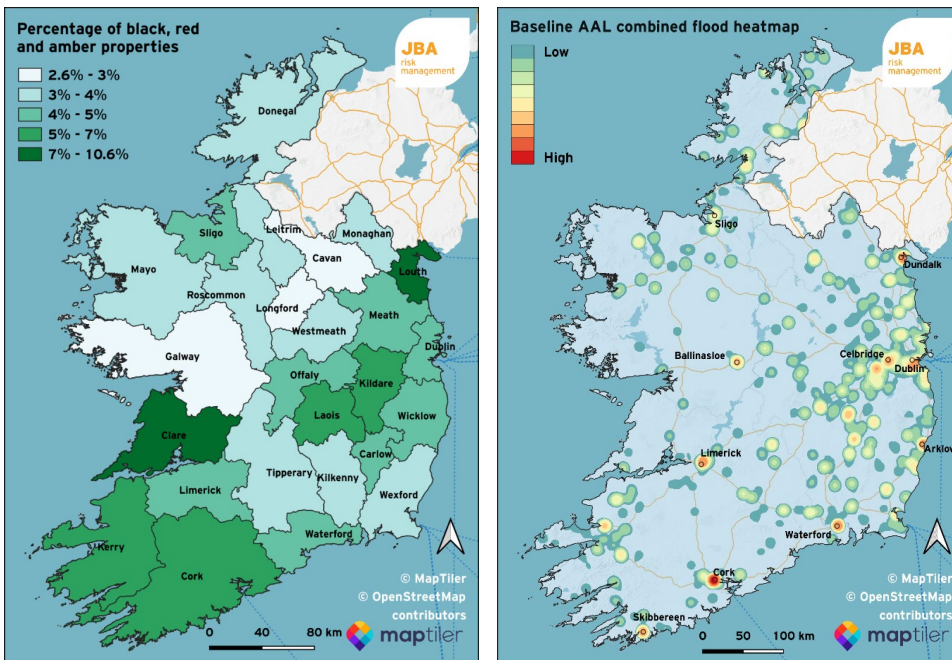 Percentage of black, red
and amber properties
2.6% - 3%
3% - 4%
4% - 5%
5% - 7%
7% - 10.6%
JBA
risk
management
Donegal
Sligo
Leitrim
Monaghan
Cavan
Louth
Mayo
Roscommon
Longford
Meath
Westmeath
Galway
Dublin
Offaly
Kildare
Laois
Wicklow
Clare
Carlow
Tipperary
Kilkenny
Limerick
Wexford
Waterford
Kerry
Cork
© MapTiler
© OpenStreetMap
contributors
0 40 80 km
maptiler
Baseline AAL combined flood heatmap
Low
High
JBA
risk
management
Sligo
Dundalk
Ballinasloe
Celbridge
Dublin
Arklow
Limerick
Waterford
Cork
Skibbereen
© MapTiler
© OpenStreetMap
contributors
0 50 100 km
maptiler